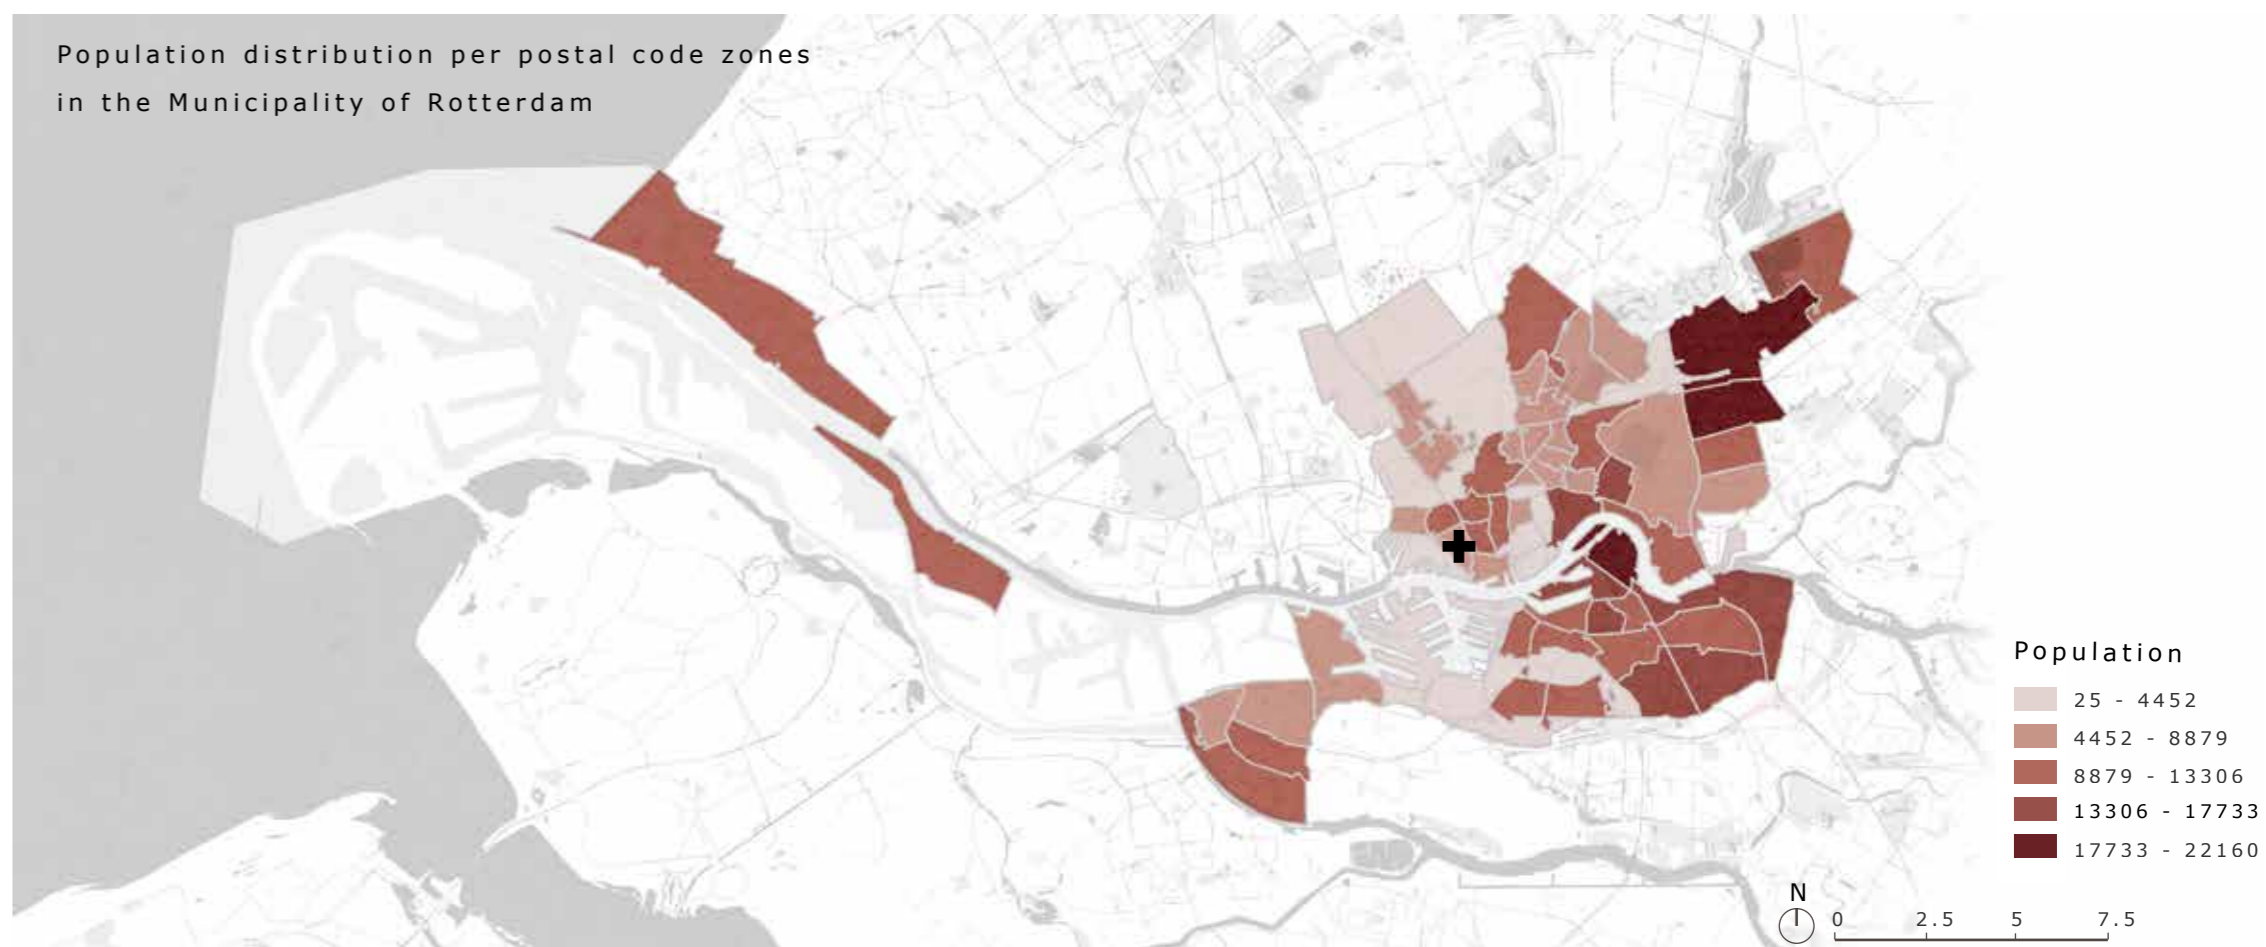 Population distribution per postal code zones
in the Municipality of Rotterdam
Population
25 - 4452
4452 - 8879
8879 - 13306
13306 - 17733
17733 - 22160
N
0 2.5 5 7.5